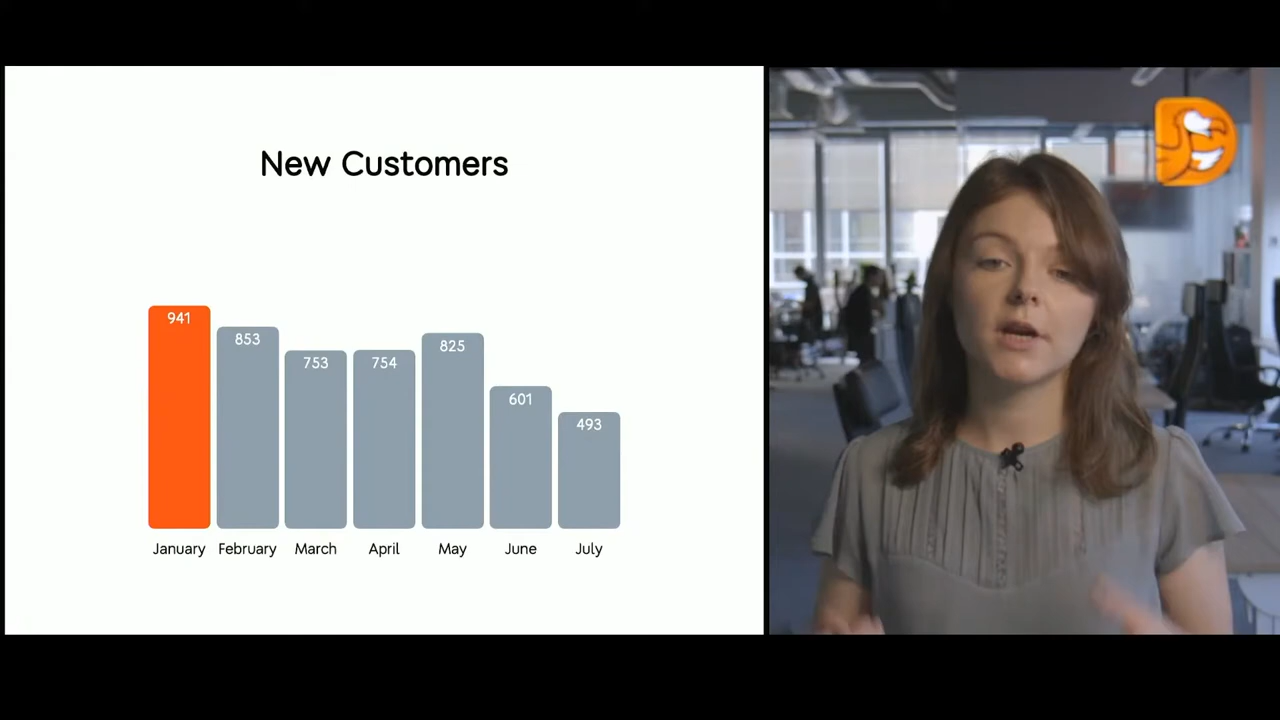 New Customers
941
853
753
754
825
601
493
January
February
March
April
May
June
July